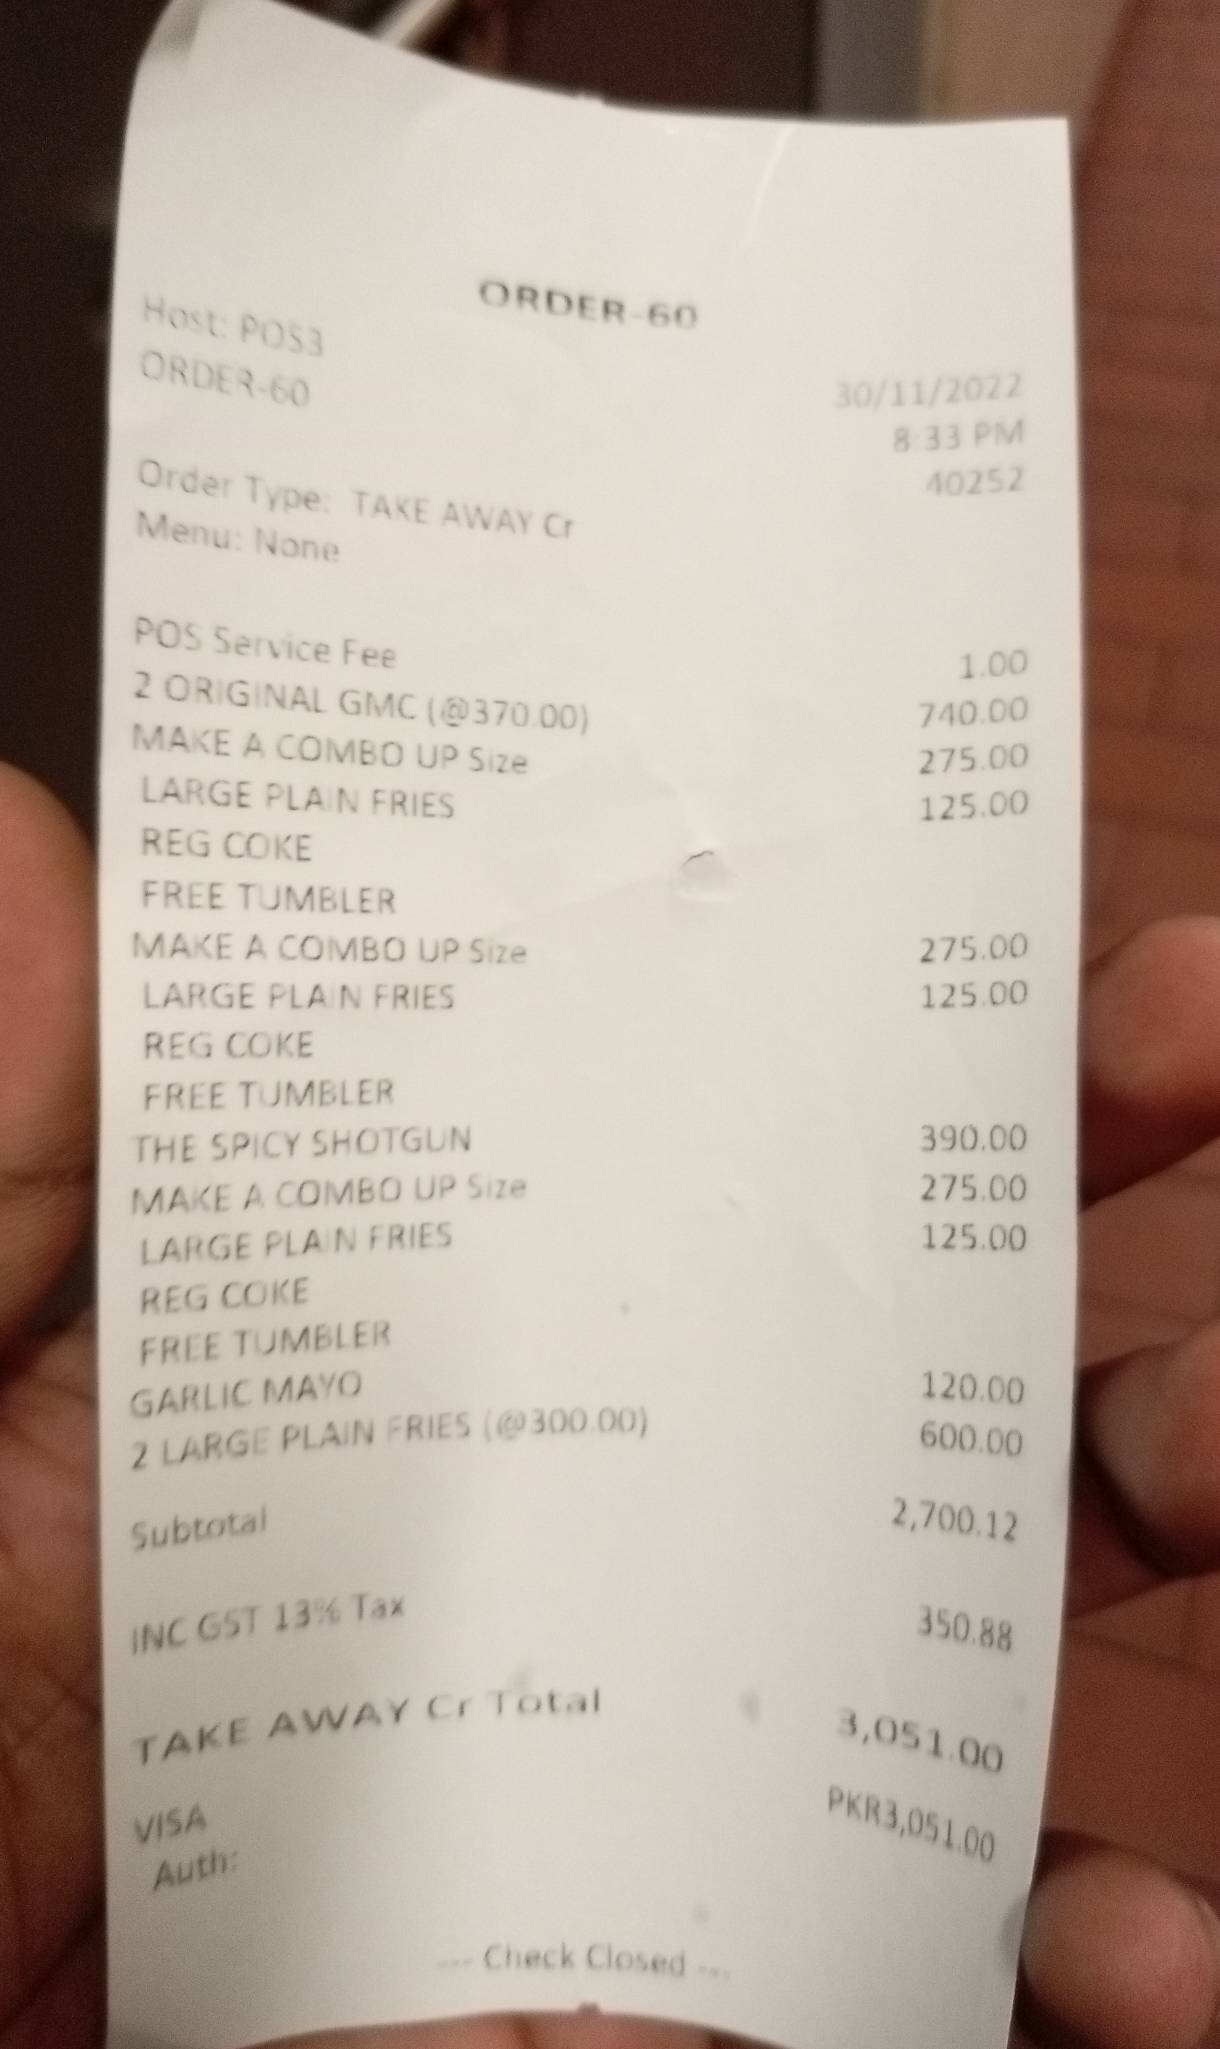 ORDER-60
Host: POS3
ORDER-60
30/11/2022
8:33 PM
40252
Order Type: TAKE AWAY Cr
Menu: None
POS Service Fee 1.00
2 ORIGINAL GMC (@370.00) 740.00
MAKE A COMBO UP Size 275.00
LARGE PLAIN FRIES 125.00
REG COKE
FREE TUMBLER
MAKE A COMBO UP Size 275.00
LARGE PLAIN FRIES 125.00
REG COKE
FREE TUMBLER
THE SPICY SHOTGUN 390.00
MAKE A COMBO UP Size 275.00
LARGE PLAIN FRIES 125.00
REG COKE
FREE TUMBLER
GARLIC MAYO 120.00
2 LARGE PLAIN FRIES (@300.00) 600.00
Subtotal 2,700.12
INC GST 13% Tax 350.88
TAKE AWAY Cr Total 3,051.00
VISA PKR3,051.00
Auth:
--- Check Closed ---